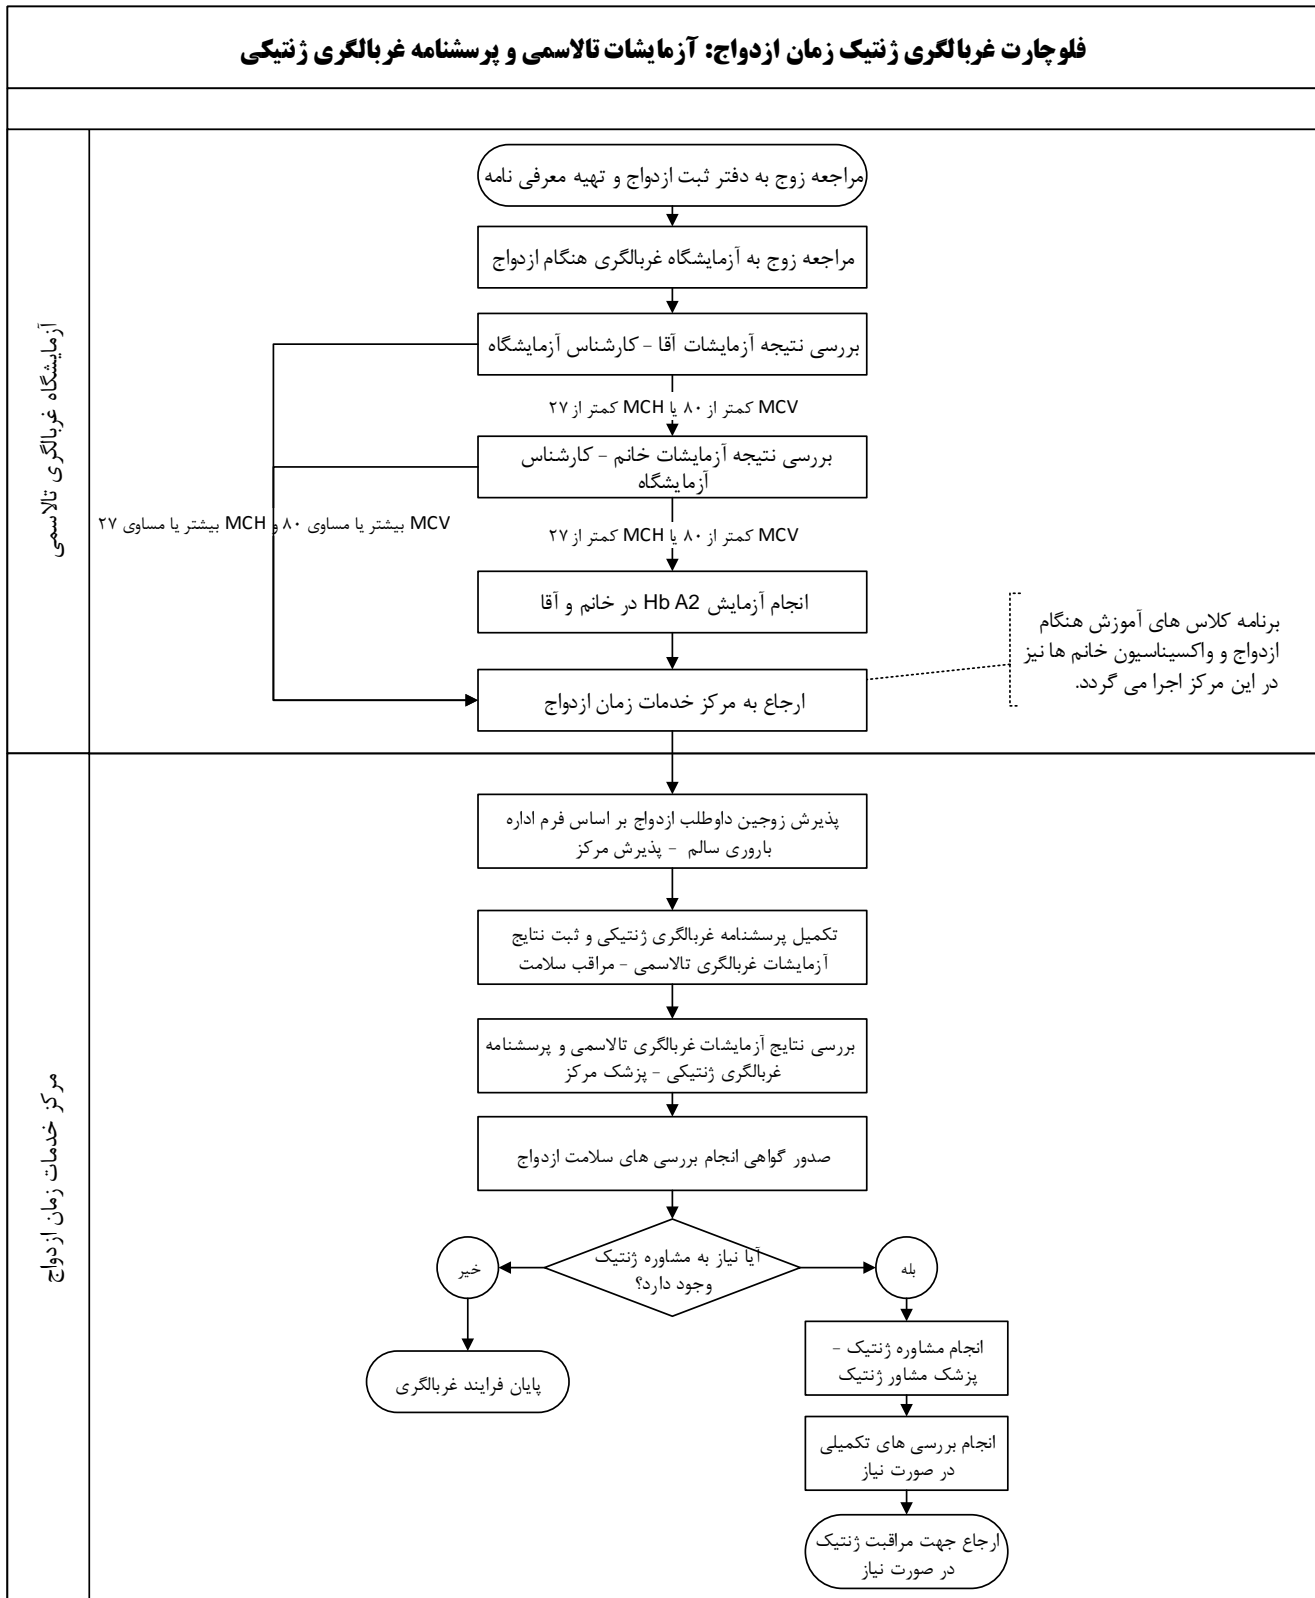 فلوچارت غربالگری ژنتیک زمان ازدواج: آزمایشات تالاسمی و پرسشنامه غربالگری ژنتیکی
آزمایشگاه غربالگری تالاسمی
مراجعه زوج به دفتر ثبت ازدواج و تهیه معرفی نامه
مراجعه زوج به آزمایشگاه غربالگری هنگام ازدواج
بررسی نتیجه آزمایشات آقا - کارشناس آزمایشگاه
MCV کمتر از ۸۰ یا MCH کمتر از ۲۷
بررسی نتیجه آزمایشات خانم - کارشناس
آزمایشگاه
MCV بیشتر یا مساوی ۸۰ و MCH بیشتر یا مساوی ۲۷
MCV کمتر از ۸۰ یا MCH کمتر از ۲۷
انجام آزمایش Hb A2 در خانم و آقا
برنامه کلاس های آموزش هنگام
ازدواج و واکسیناسیون خانم ها نیز
در این مرکز اجرا می گردد.
ارجاع به مرکز خدمات زمان ازدواج
مرکز خدمات زمان ازدواج
پذیرش زوجین داوطلب ازدواج بر اساس فرم اداره
باروری سالم - پذیرش مرکز
تکمیل پرسشنامه غربالگری ژنتیکی و ثبت نتایج
آزمایشات غربالگری تالاسمی - مراقب سلامت
بررسی نتایج آزمایشات غربالگری تالاسمی و پرسشنامه
غربالگری ژنتیکی - پزشک مرکز
صدور گواهی انجام بررسی های سلامت ازدواج
آیا نیاز به مشاوره ژنتیک
وجود دارد؟
بله
خیر
انجام مشاوره ژنتیک -
پزشک مشاور ژنتیک
پایان فرایند غربالگری
انجام بررسی های تکمیلی
در صورت نیاز
ارجاع جهت مراقبت ژنتیک
در صورت نیاز